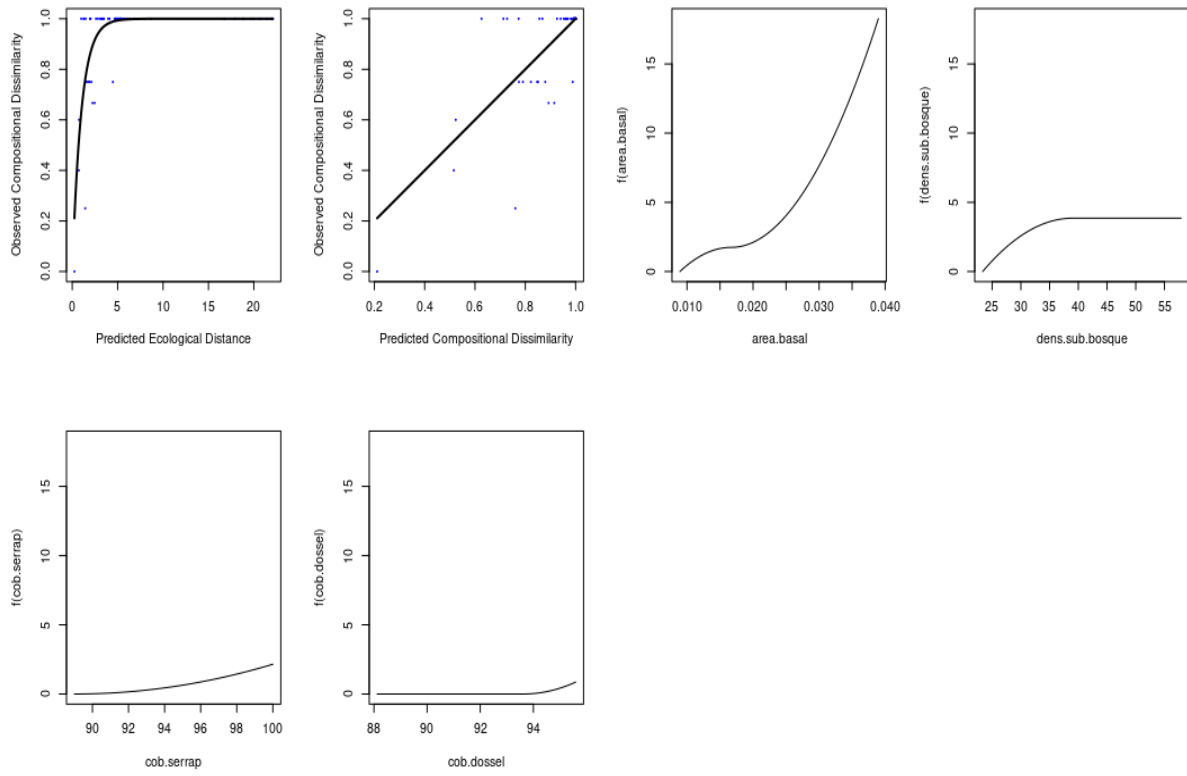 Observed Compositional Dissimilarity
0.0 0.2 0.4 0.6 0.8 1.0
0 5 10 15 20
Predicted Ecological Distance
Observed Compositional Dissimilarity
0.0 0.2 0.4 0.6 0.8 1.0
0.2 0.4 0.6 0.8 1.0
Predicted Compositional Dissimilarity
f(area.basal)
0 5 10 15
0.010 0.020 0.030 0.040
area.basal
f(dens.sub.bosque)
0 5 10 15
25 30 35 40 45 50 55
dens.sub.bosque
f(cob.serrap)
0 5 10 15
90 92 94 96 98 100
cob.serrap
f(cob.dossel)
0 5 10 15
88 90 92 94
cob.dossel